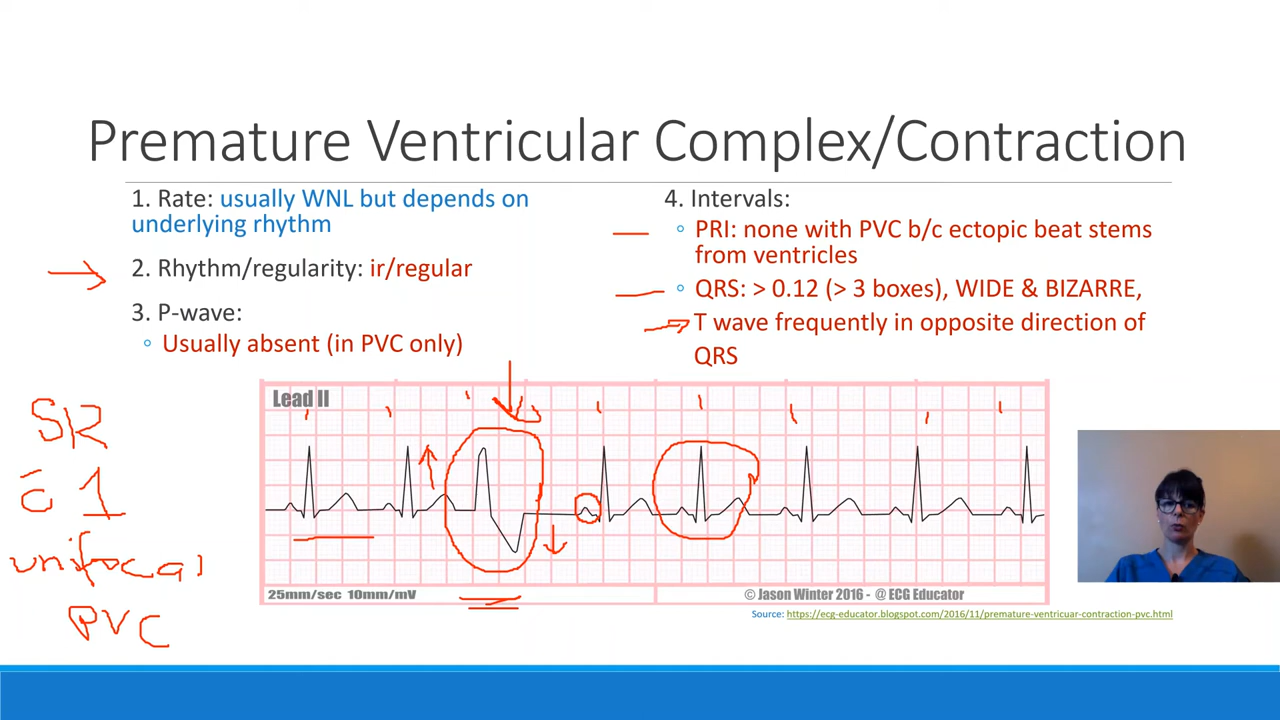 Premature Ventricular Complex/Contraction
1. Rate: usually WNL but depends on
underlying rhythm
2. Rhythm/regularity: ir/regular
3. P-wave:
◦ Usually absent (in PVC only)
4. Intervals:
◦ PRI: none with PVC b/c ectopic beat stems
from ventricles
◦ QRS: > 0.12 (> 3 boxes), WIDE & BIZARRE,
T wave frequently in opposite direction of
QRS
SR
c̄ 1
unifocal
PVC
Lead II
25mm/sec 10mm/mV
© Jason Winter 2016 - @ ECG Educator
Source: https://ecg-educator.blogspot.com/2016/11/premature-ventricuar-contraction-pvc.html